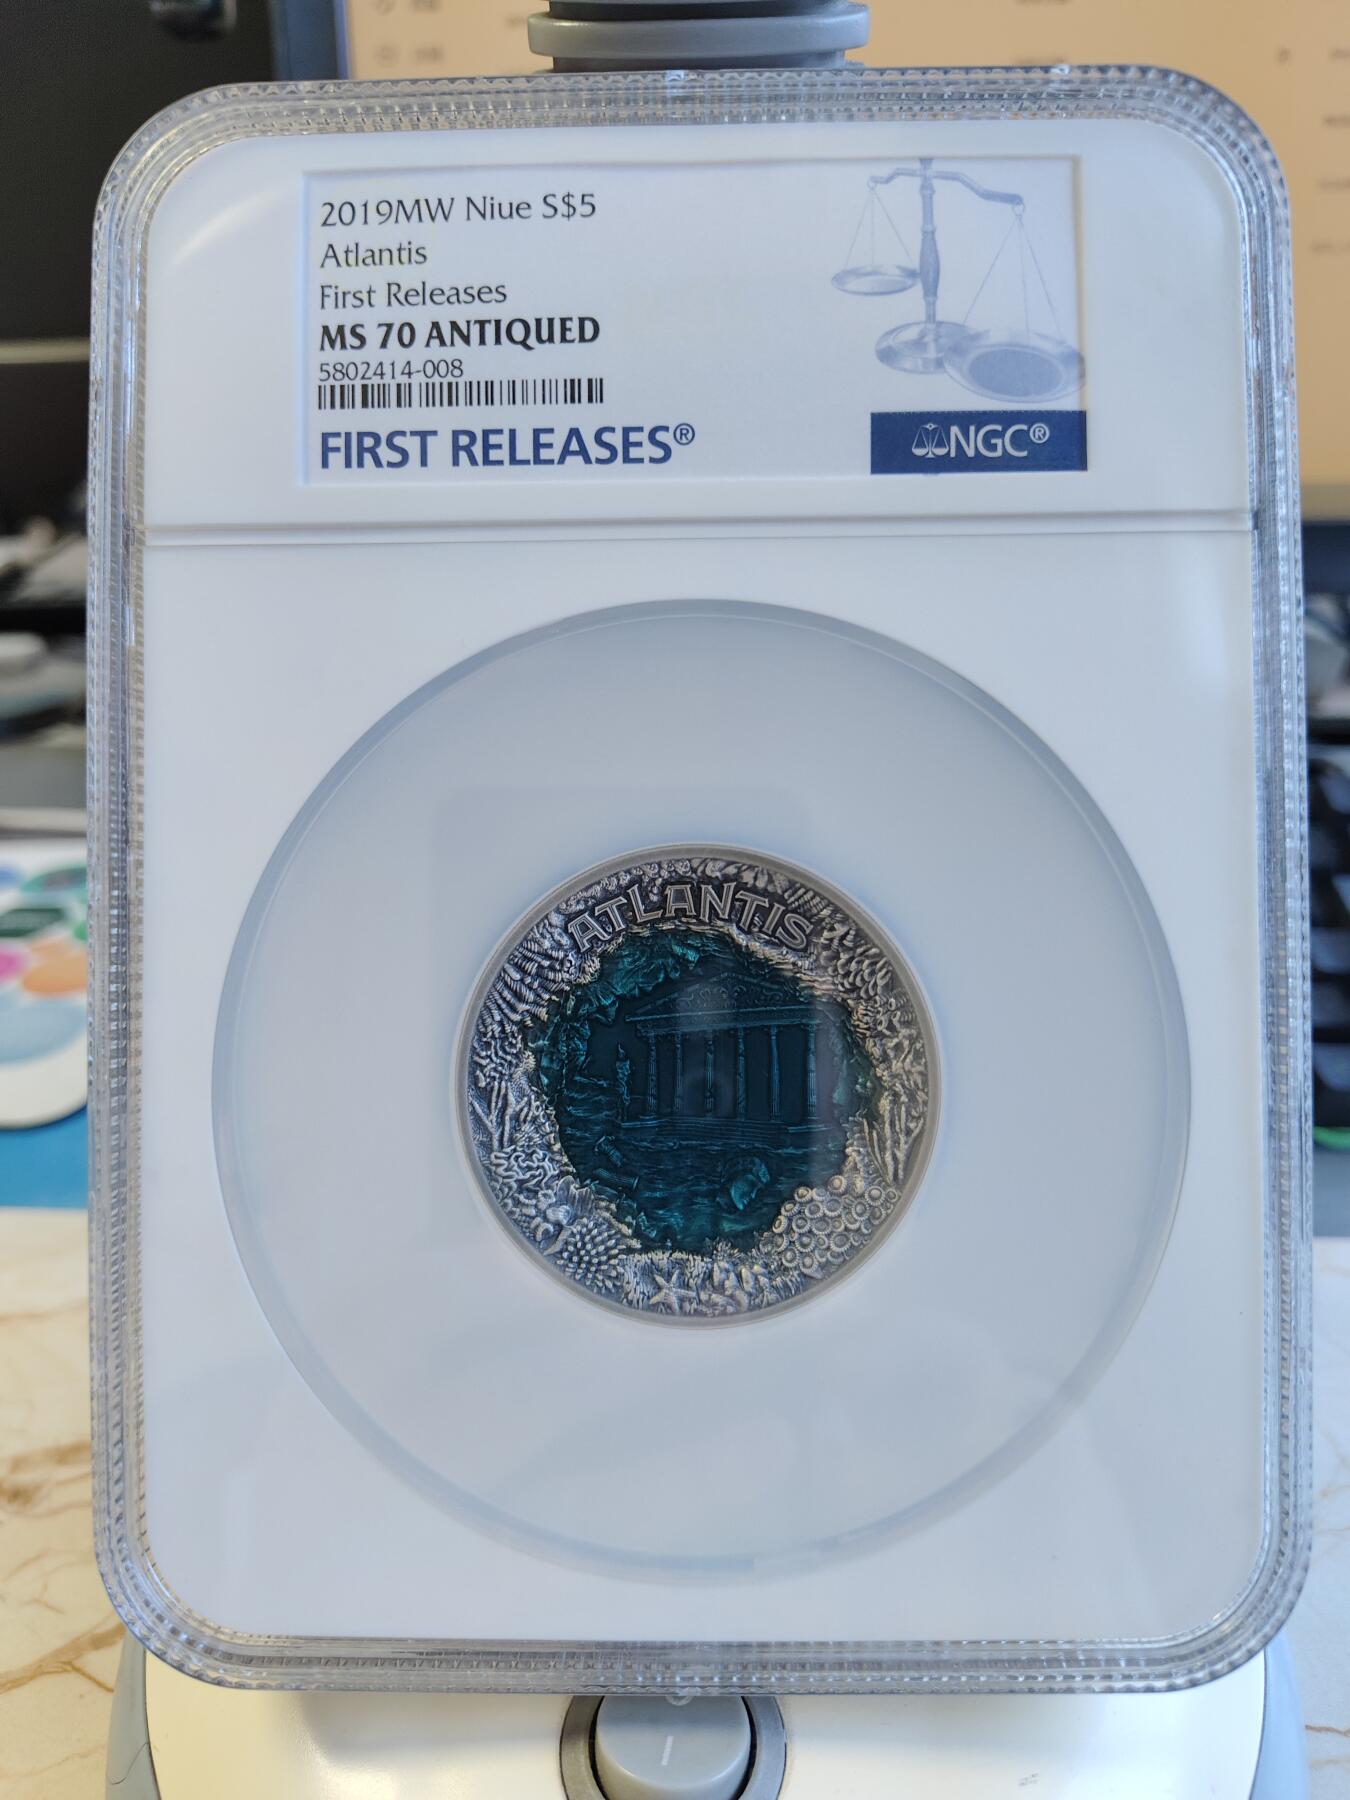 2019MW Niue S$5
Atlantis
First Releases
MS 70 ANTIQUED
5802414-008
FIRST RELEASES®
NGC®
ATLANTIS